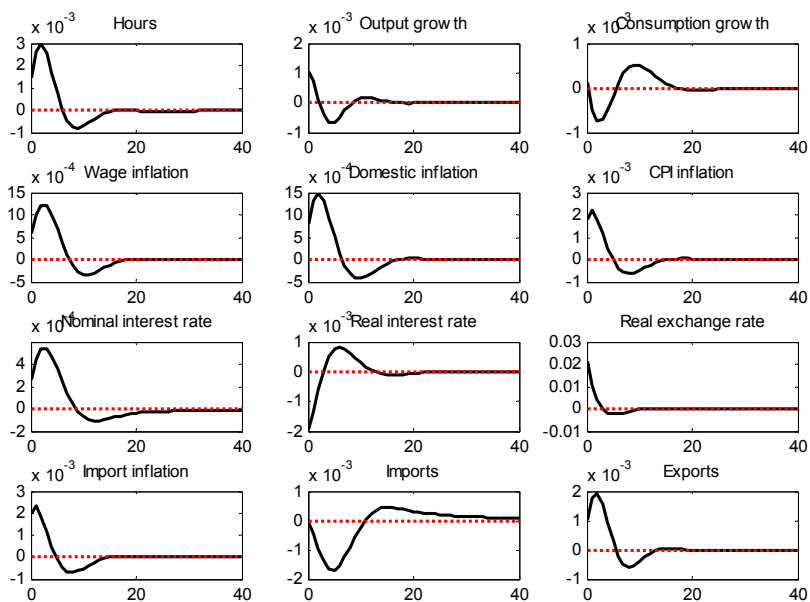 x 10^-3 Hours
3
2
1
0
-1
0 20 40
x 10^-3 Output growth
2
1
0
-1
0 20 40
x 10^-3 Consumption growth
1
0
-1
0 20 40
x 10^-4 Wage inflation
15
10
5
0
-5
0 20 40
x 10^-4 Domestic inflation
15
10
5
0
-5
0 20 40
x 10^-3 CPI inflation
3
2
1
0
-1
0 20 40
x 10^-4 Nominal interest rate
4
2
0
-2
0 20 40
x 10^-3 Real interest rate
1
0
-1
-2
0 20 40
Real exchange rate
0.03
0.02
0.01
0
-0.01
0 20 40
x 10^-3 Import inflation
3
2
1
0
-1
0 20 40
x 10^-3 Imports
1
0
-1
-2
0 20 40
x 10^-3 Exports
2
1
0
-1
0 20 40